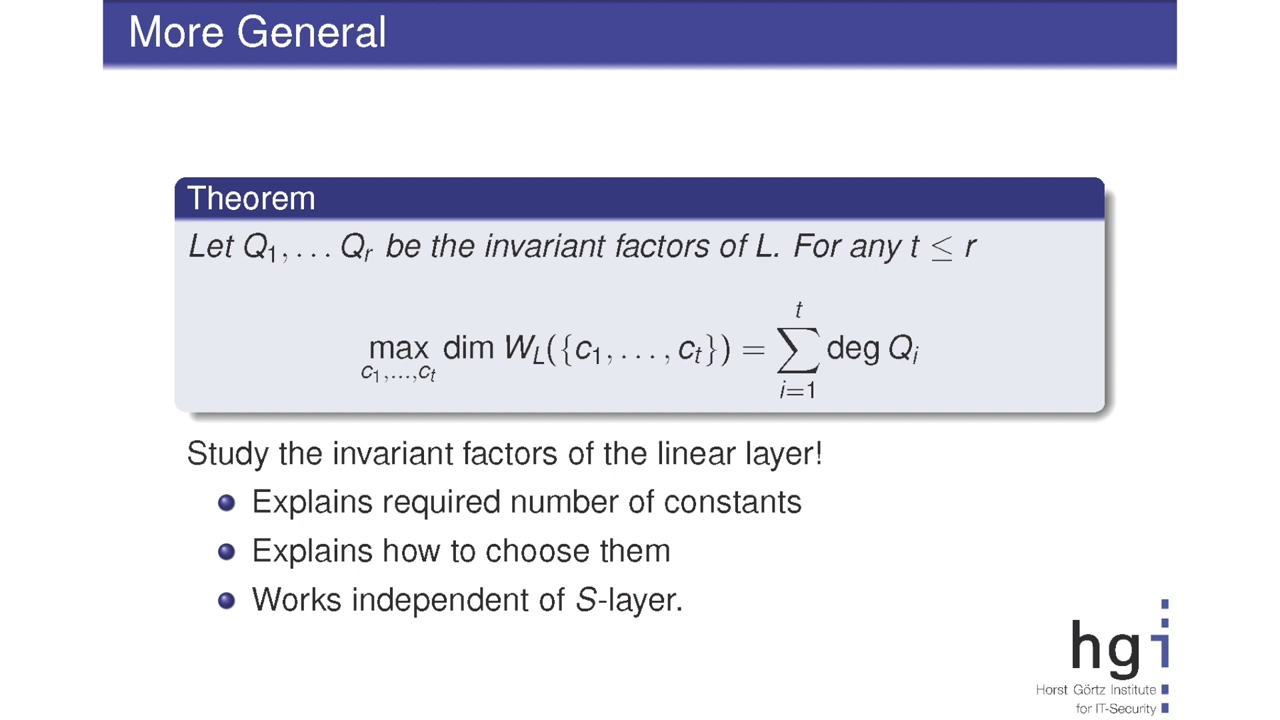 More General
Theorem
Let Q₁, … Qᵣ be the invariant factors of L. For any t ≤ r
max_{c₁,…,cₜ} dim W_L({c₁, …, cₜ}) = ∑_{i=1}^{t} deg Qᵢ
Study the invariant factors of the linear layer!
Explains required number of constants
Explains how to choose them
Works independent of S-layer.
hgi
Horst Görtz Institute
for IT-Security